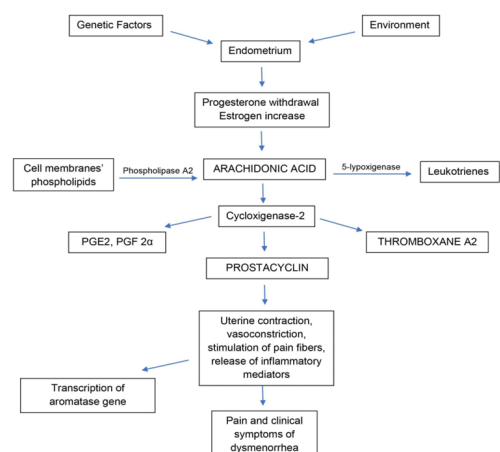 Genetic Factors
Environment
Endometrium
Progesterone withdrawal
Estrogen increase
Cell membranes'
phospholipids
Phospholipase A2
ARACHIDONIC ACID
5-lypoxigenase
Leukotrienes
Cycloxigenase-2
PGE2, PGF 2α
THROMBOXANE A2
PROSTACYCLIN
Uterine contraction,
vasoconstriction,
stimulation of pain fibers,
release of inflammatory
mediators
Transcription of
aromatase gene
Pain and clinical
symptoms of
dysmenorrhea